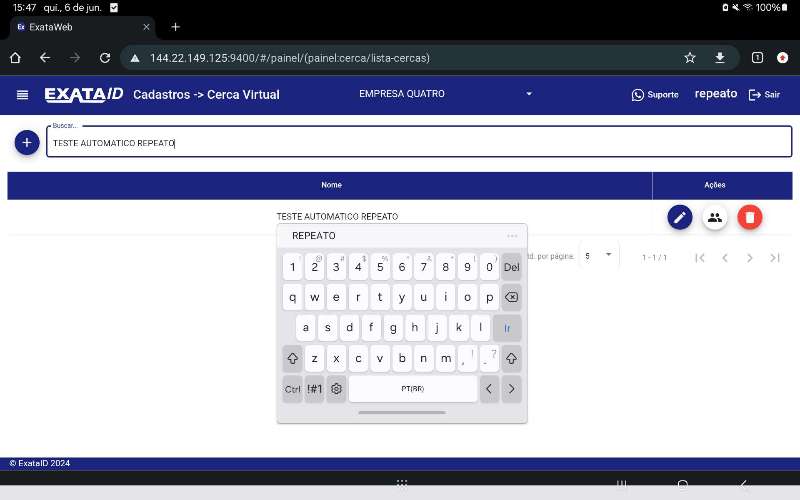 15:47 qui., 6 de jun. 100%
ExataWeb
144.22.149.125:9400/#/painel/(painel:cerca/lista-cercas) 1
EXATAID Cadastros -> Cerca Virtual EMPRESA QUATRO Suporte repeato Sair
Buscar...
TESTE AUTOMATICO REPEATO
Nome Ações
TESTE AUTOMATICO REPEATO
REPEATO ...
td. por página: 5 1 - 1 / 1
1 2 3 4 5 6 7 8 9 0 Del
q w e r t y u i o p
a s d f g h j k l Ir
z x c v b n m , ! . ?
Ctrl !#1 PT(BR) < >
© ExataID 2024